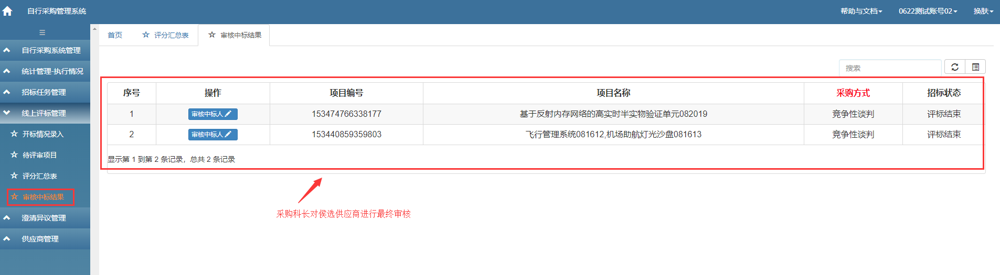 自行采购管理系统
帮助与文档
0622测试账号02
换肤
自行采购系统管理
统计管理-执行情况
招标任务管理
线上评标管理
开标情况录入
待评审项目
评分汇总表
审核中标结果
澄清异议管理
供应商管理
首页
评分汇总表
审核中标结果
搜索
序号 操作 项目编号 项目名称 采购方式 招标状态
1 审核中标人 153474766338177 基于反射内存网络的高实时半实物验证单元082019 竞争性谈判 评标结束
2 审核中标人 153440859359803 飞行管理系统081612,机场助航灯光沙盘081613 竞争性谈判 评标结束
显示第 1 到第 2 条记录，总共 2 条记录
采购科长对侯选供应商进行最终审核